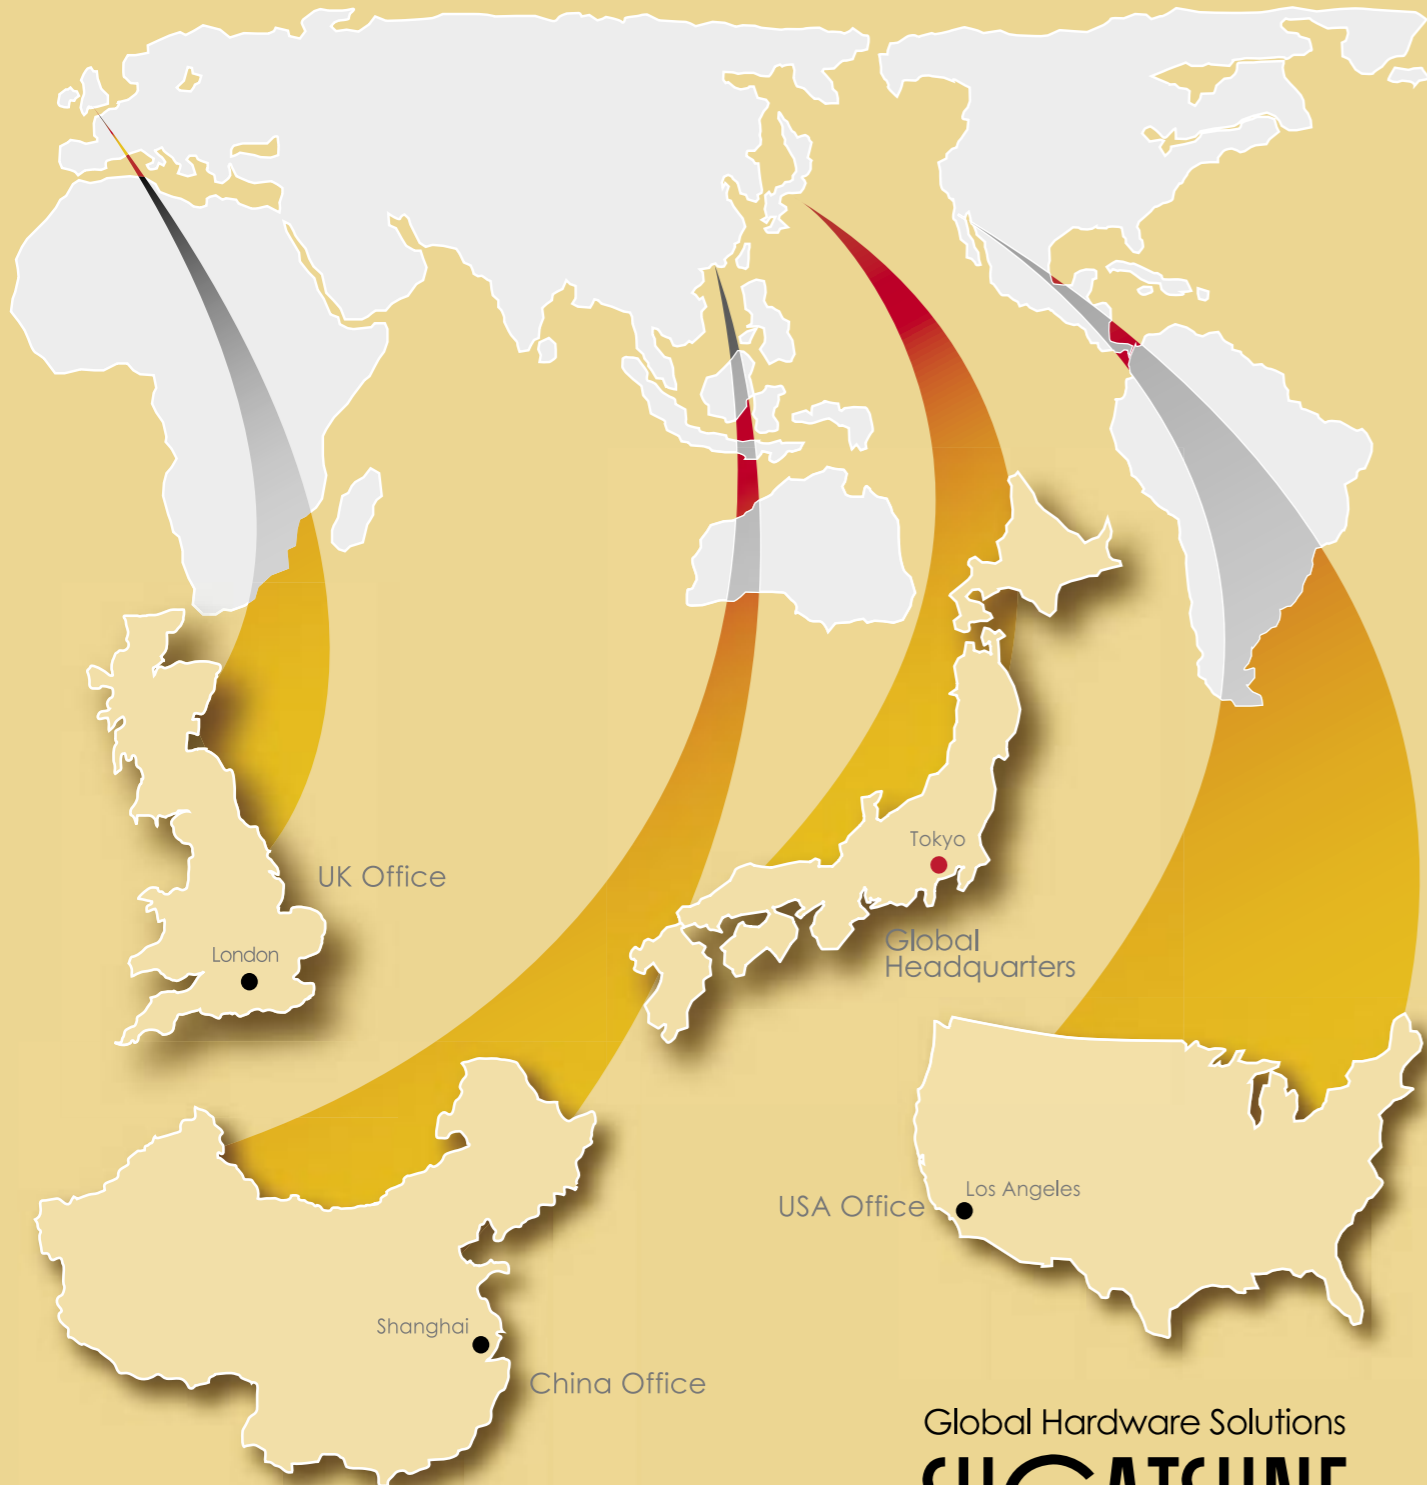 Tokyo
UK Office
Global
Headquarters
London
Los Angeles
USA Office
Shanghai
China Office
Global Hardware Solutions